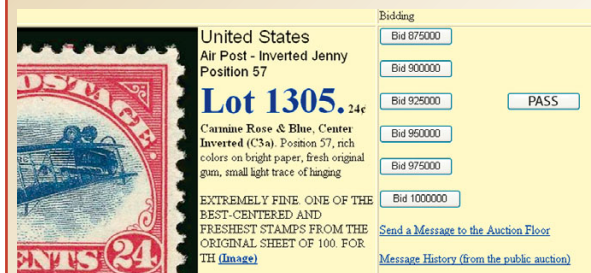 POSTAGE
CENTS 24
United States
Air Post - Inverted Jenny
Position 57
Lot 1305. 24¢
Carmine Rose & Blue, Center
Inverted (C3a). Position 57, rich
colors on bright paper, fresh original
gum, small light trace of hinging
EXTREMELY FINE. ONE OF THE
BEST-CENTERED AND
FRESHEST STAMPS FROM THE
ORIGINAL SHEET OF 100. FOR
TH (Image)
Bidding
Bid 875000
Bid 900000
Bid 925000
PASS
Bid 950000
Bid 975000
Bid 1000000
Send a Message to the Auction Floor
Message History (from the public auction)